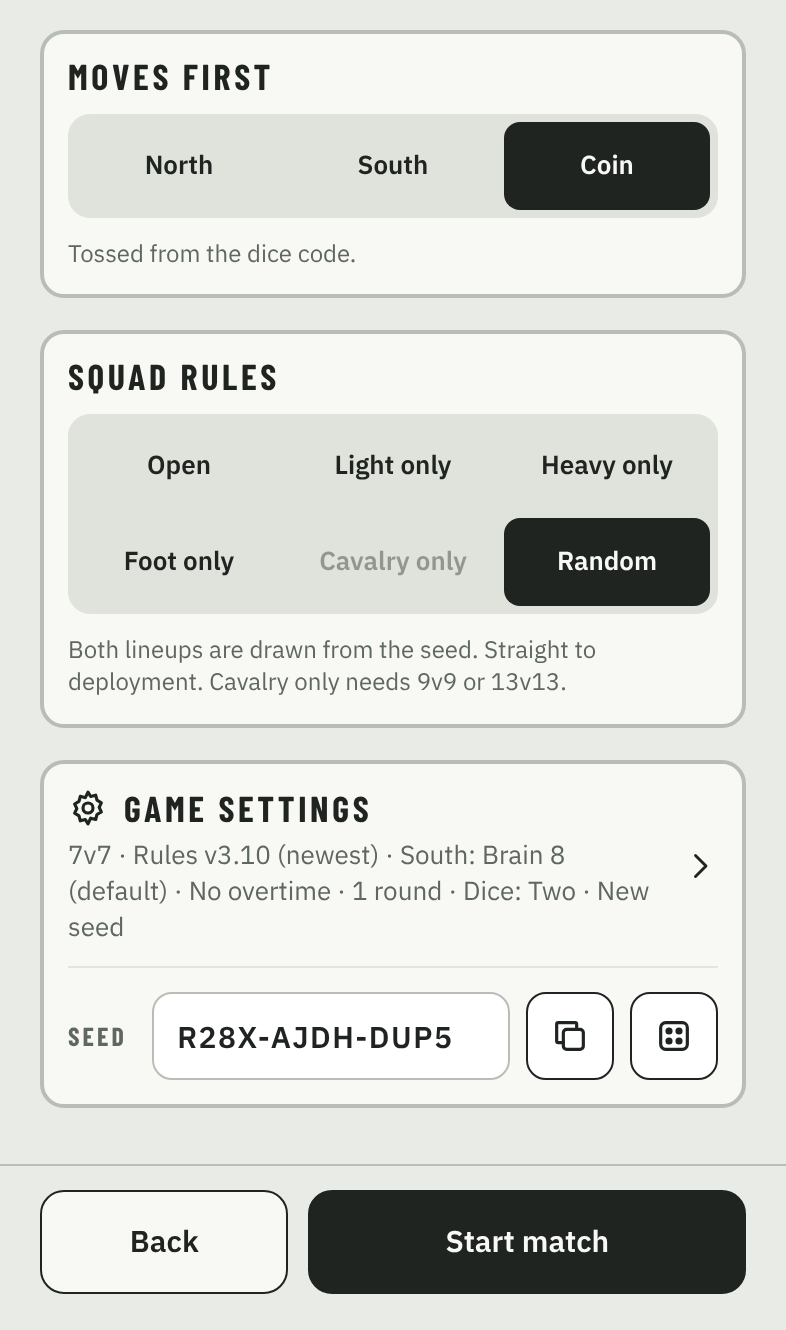 MOVES FIRST
North South Coin
Tossed from the dice code.
SQUAD RULES
Open Light only Heavy only
Foot only Cavalry only Random
Both lineups are drawn from the seed. Straight to
deployment. Cavalry only needs 9v9 or 13v13.
GAME SETTINGS
7v7 · Rules v3.10 (newest) · South: Brain 8
(default) · No overtime · 1 round · Dice: Two · New
seed
SEED R28X-AJDH-DUP5
Back Start match